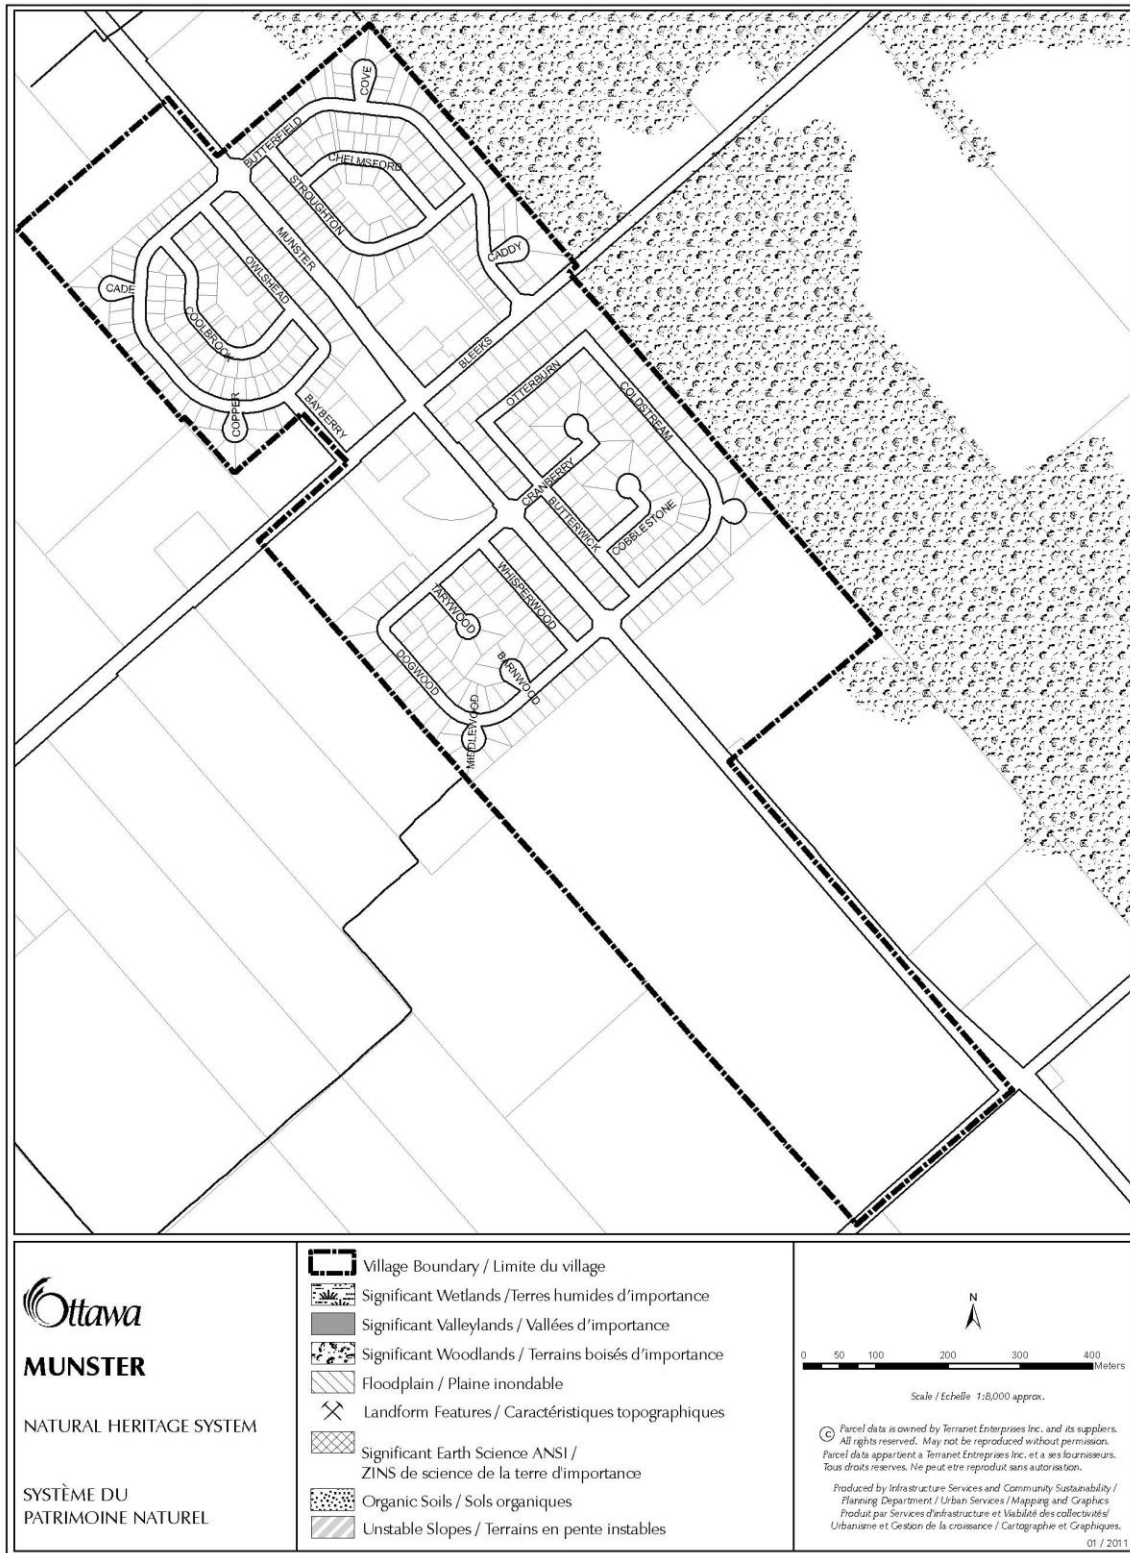 COVE
BUTTERFIELD
CHELMSFORD
STROUGHTON
MUNSTER
CADDY
OWLSHEAD
CADE
COOLBROCK
BLEEKS
OTTERBURN
COLDSTREAM
COPPER
BAYBERRY
CRANBERRY
BUTTERWICK
COBBLESTONE
WHISPERWOOD
TARYWOOD
DOGWOOD
BARNWOOD
MIDDLEWOOD
Ottawa
MUNSTER
NATURAL HERITAGE SYSTEM
SYSTÈME DU
PATRIMOINE NATUREL
Village Boundary / Limite du village
Significant Wetlands /Terres humides d'importance
Significant Valleylands / Vallées d'importance
Significant Woodlands / Terrains boisés d'importance
Floodplain / Plaine inondable
Landform Features / Caractéristiques topographiques
Significant Earth Science ANSI /
ZINS de science de la terre d'importance
Organic Soils / Sols organiques
Unstable Slopes / Terrains en pente instables
N
0 50 100 200 300 400
Meters
Scale / Echelle 1:8,000 approx.
© Parcel data is owned by Terranet Enterprises Inc. and its suppliers.
All rights reserved. May not be reproduced without permission.
Parcel data appartient a Terranet Entreprises Inc. et a ses fournisseurs.
Tous droits reserves. Ne peut etre reproduit sans autorisation.
Produced by Infrastructure Services and Community Sustainability /
Planning Department / Urban Services / Mapping and Graphics
Produit par Services d'infrastructure et Viabilité des collectivités/
Urbanisme et Gestion de la croissance / Cartographie et Graphiques.
01 / 2011